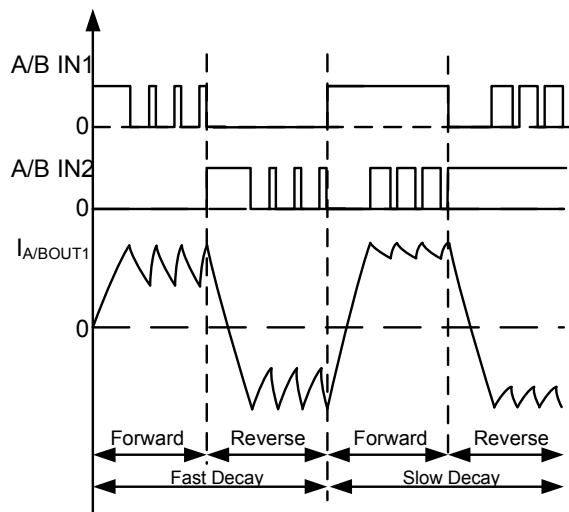 A/B IN1
0
A/B IN2
0
IA/BOUT1
0
Forward Reverse Forward Reverse
Fast Decay Slow Decay